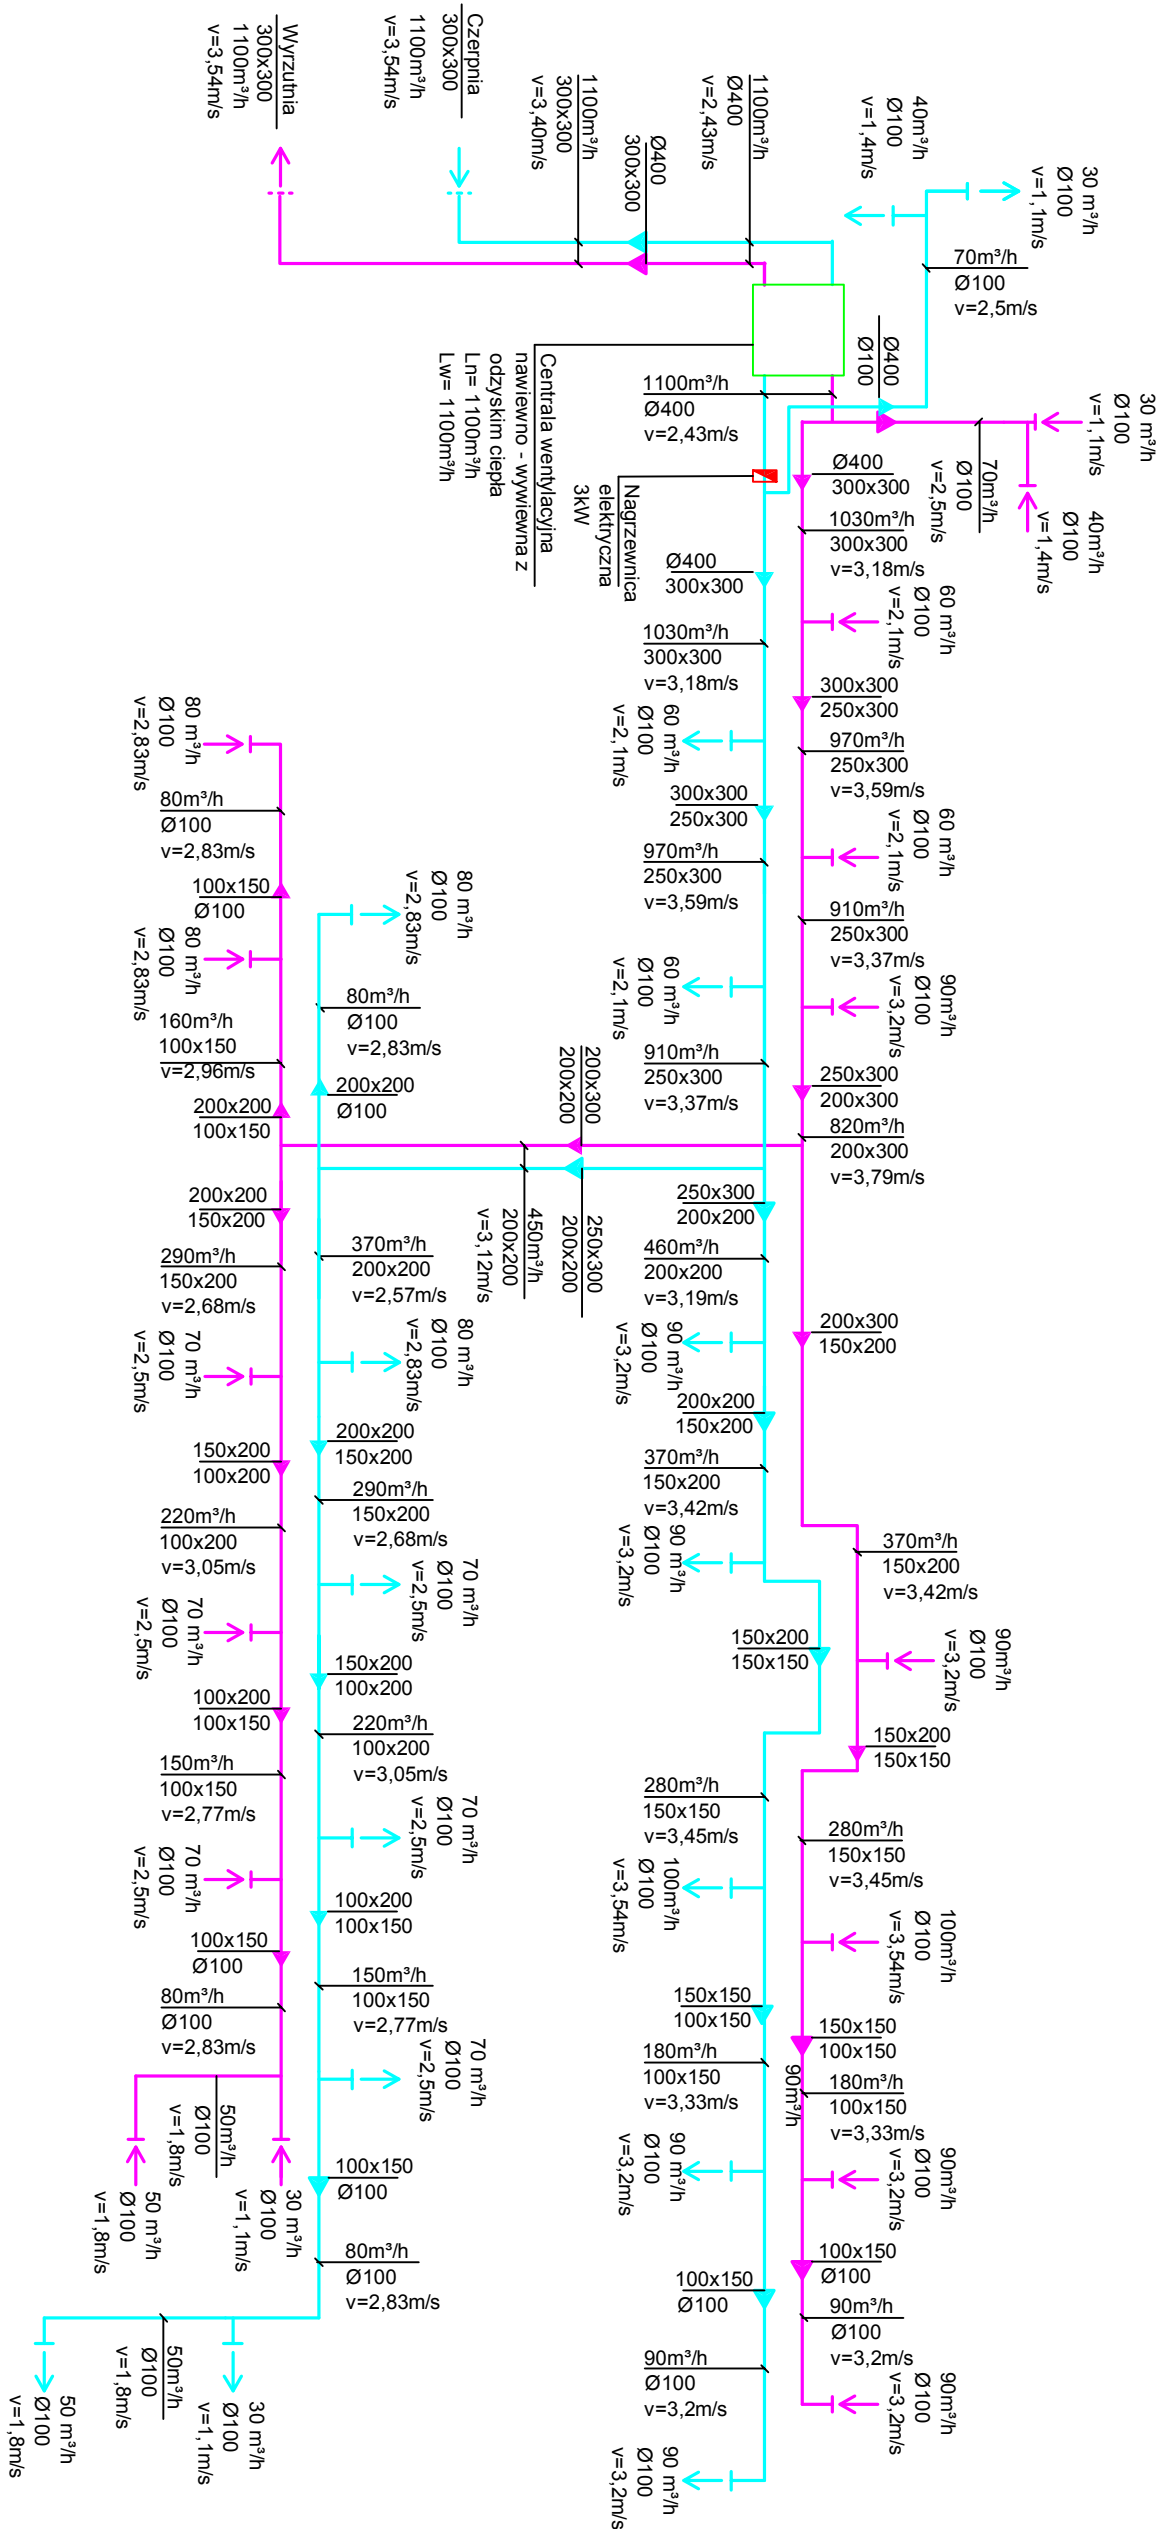 Wyrzutnia
300x300
1100m³/h
v=3,54m/s
Czerpnia
300x300
1100m³/h
v=3,54m/s
1100m³/h
300x300
v=3,40m/s
Ø400
300x300
1100m³/h
Ø400
v=2,43m/s
40m³/h
Ø100
v=1,4m/s
30 m³/h
Ø100
v=1,1m/s
70m³/h
Ø100
v=2,5m/s
Ø400
Ø100
Centrala wentylacyjna
nawiewno - wywiewna z
odzyskim ciepła
Ln= 1100m³/h
Lw= 1100m³/h
1100m³/h
Ø400
v=2,43m/s
30 m³/h
Ø100
v=1,1m/s
70m³/h
Ø100
v=2,5m/s
40m³/h
Ø100
v=1,4m/s
Nagrzewnica
elektryczna
3kW
Ø400
300x300
1030m³/h
300x300
v=3,18m/s
60 m³/h
Ø100
v=2,1m/s
300x300
250x300
970m³/h
250x300
v=3,59m/s
60 m³/h
Ø100
v=2,1m/s
910m³/h
250x300
v=3,37m/s
90m³/h
Ø100
v=3,2m/s
250x300
200x300
820m³/h
200x300
v=3,79m/s
200x300
150x200
370m³/h
150x200
v=3,42m/s
90m³/h
Ø100
v=3,2m/s
150x200
150x150
280m³/h
150x150
v=3,45m/s
100m³/h
Ø100
v=3,54m/s
150x150
100x150
90m³/h
180m³/h
100x150
v=3,33m/s
90m³/h
Ø100
v=3,2m/s
100x150
Ø100
90m³/h
Ø100
v=3,2m/s
90m³/h
Ø100
v=3,2m/s
Ø400
300x300
1030m³/h
300x300
v=3,18m/s
60 m³/h
Ø100
v=2,1m/s
300x300
250x300
970m³/h
250x300
v=3,59m/s
60 m³/h
Ø100
v=2,1m/s
910m³/h
250x300
v=3,37m/s
250x300
200x200
460m³/h
200x200
v=3,19m/s
90 m³/h
Ø100
v=3,2m/s
200x200
150x200
370m³/h
150x200
v=3,42m/s
90 m³/h
Ø100
v=3,2m/s
150x200
150x150
280m³/h
150x150
v=3,45m/s
100m³/h
Ø100
v=3,54m/s
150x150
100x150
180m³/h
100x150
v=3,33m/s
90 m³/h
Ø100
v=3,2m/s
100x150
Ø100
90m³/h
Ø100
v=3,2m/s
90 m³/h
Ø100
v=3,2m/s
200x300
200x200
250x300
200x200
450m³/h
200x200
v=3,12m/s
80 m³/h
Ø100
v=2,83m/s
80m³/h
Ø100
v=2,83m/s
200x200
Ø100
370m³/h
200x200
v=2,57m/s
80 m³/h
Ø100
v=2,83m/s
200x200
150x200
290m³/h
150x200
v=2,68m/s
70 m³/h
Ø100
v=2,5m/s
150x200
100x200
220m³/h
100x200
v=3,05m/s
70 m³/h
Ø100
v=2,5m/s
100x200
100x150
150m³/h
100x150
v=2,77m/s
70 m³/h
Ø100
v=2,5m/s
100x150
Ø100
80m³/h
Ø100
v=2,83m/s
30 m³/h
Ø100
v=1,1m/s
50m³/h
Ø100
v=1,8m/s
50 m³/h
Ø100
v=1,8m/s
80 m³/h
Ø100
v=2,83m/s
80m³/h
Ø100
v=2,83m/s
100x150
Ø100
80 m³/h
Ø100
v=2,83m/s
160m³/h
100x150
v=2,96m/s
200x200
100x150
200x200
150x200
290m³/h
150x200
v=2,68m/s
70 m³/h
Ø100
v=2,5m/s
150x200
100x200
220m³/h
100x200
v=3,05m/s
70 m³/h
Ø100
v=2,5m/s
100x200
100x150
150m³/h
100x150
v=2,77m/s
70 m³/h
Ø100
v=2,5m/s
100x150
Ø100
80m³/h
Ø100
v=2,83m/s
50m³/h
Ø100
v=1,8m/s
30 m³/h
Ø100
v=1,1m/s
50 m³/h
Ø100
v=1,8m/s